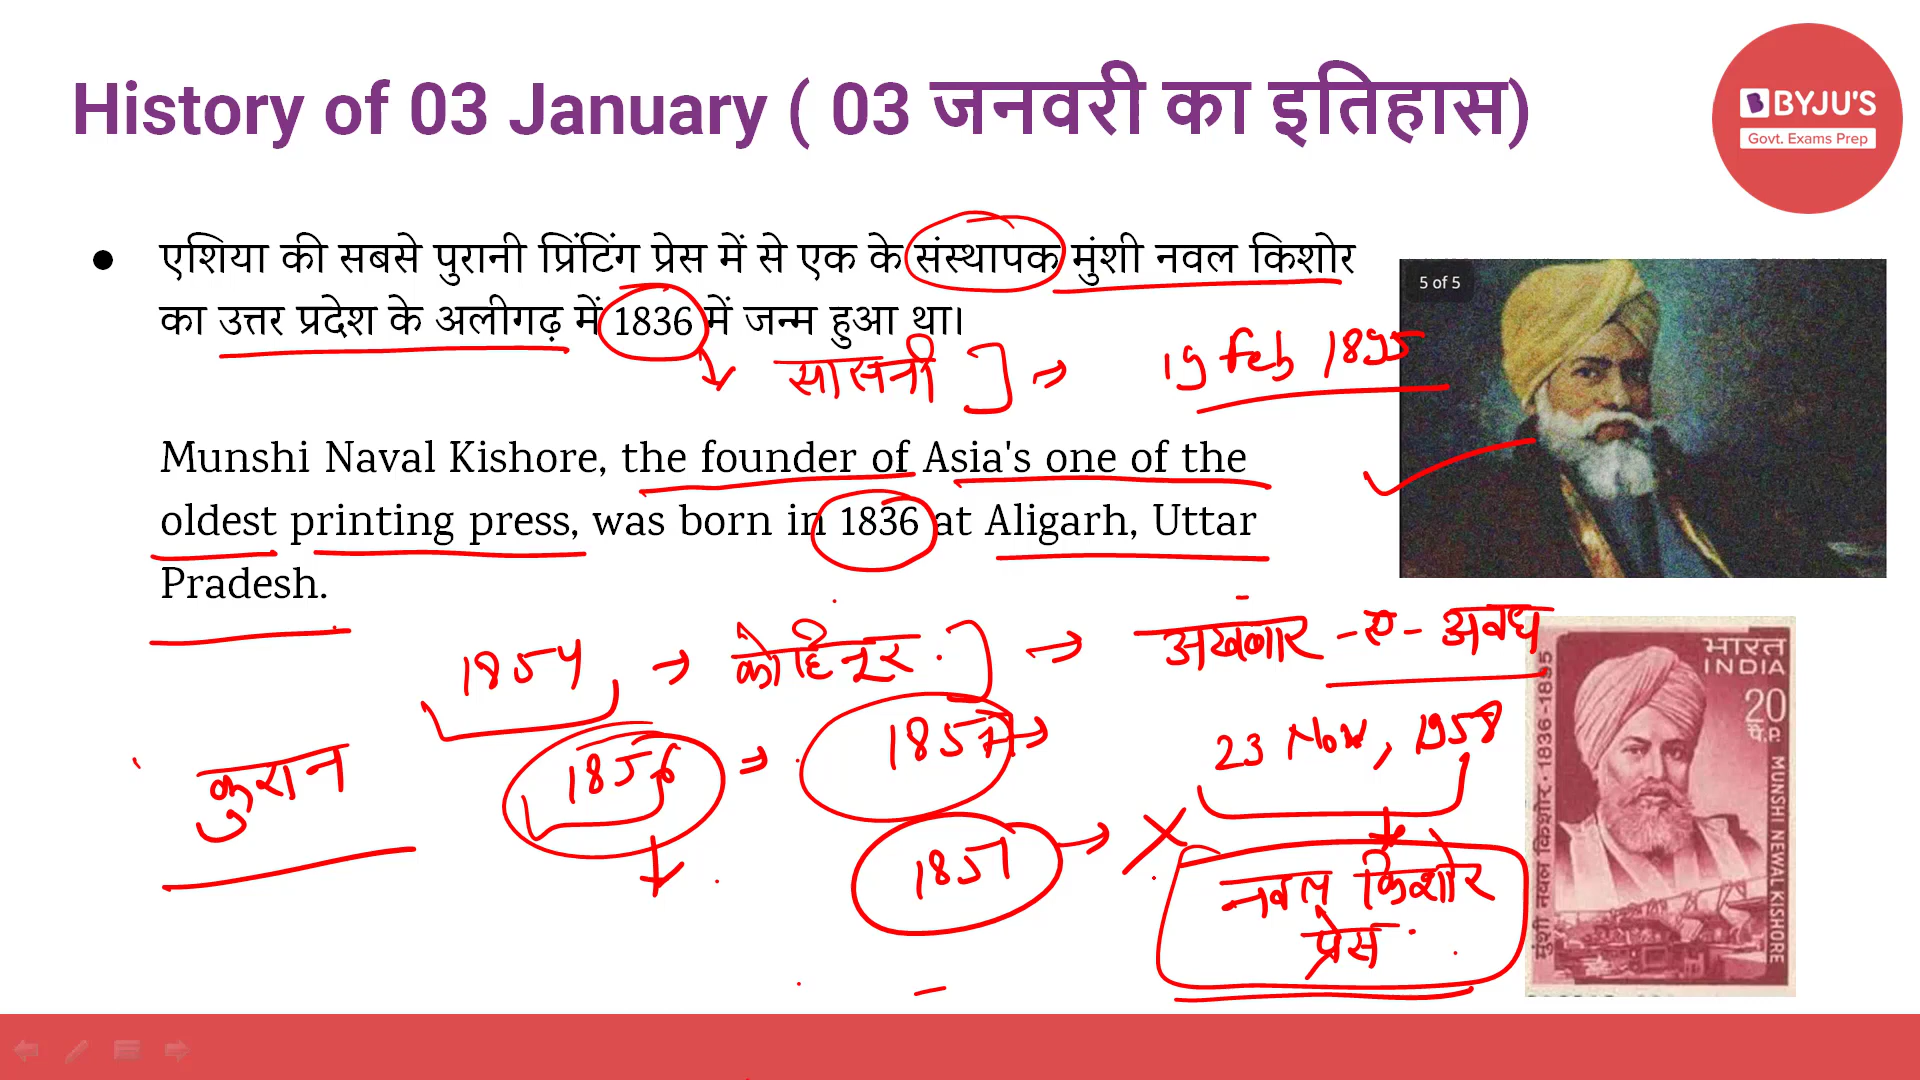 History of 03 January ( 03 जनवरी का इतिहास)
BYJU'S
Govt. Exams Prep
● एशिया की सबसे पुरानी प्रिंटिंग प्रेस में से एक के संस्थापक मुंशी नवल किशोर
का उत्तर प्रदेश के अलीगढ़ में 1836 में जन्म हुआ था।
5 of 5
सासनी ] → 19 Feb 1895
Munshi Naval Kishore, the founder of Asia's one of the
oldest printing press, was born in 1836 at Aligarh, Uttar
Pradesh.
1854 → कोहिनूर ] → अखबार -ए- अवध
कुरान 1856 → 1857 → 23 Nov, 1958
1857 → X नवल किशोर
प्रेस
भारत
INDIA
20
पै.P.
मुंशी नवल किशोर · 1836-1895
MUNSHI NEWAL KISHORE